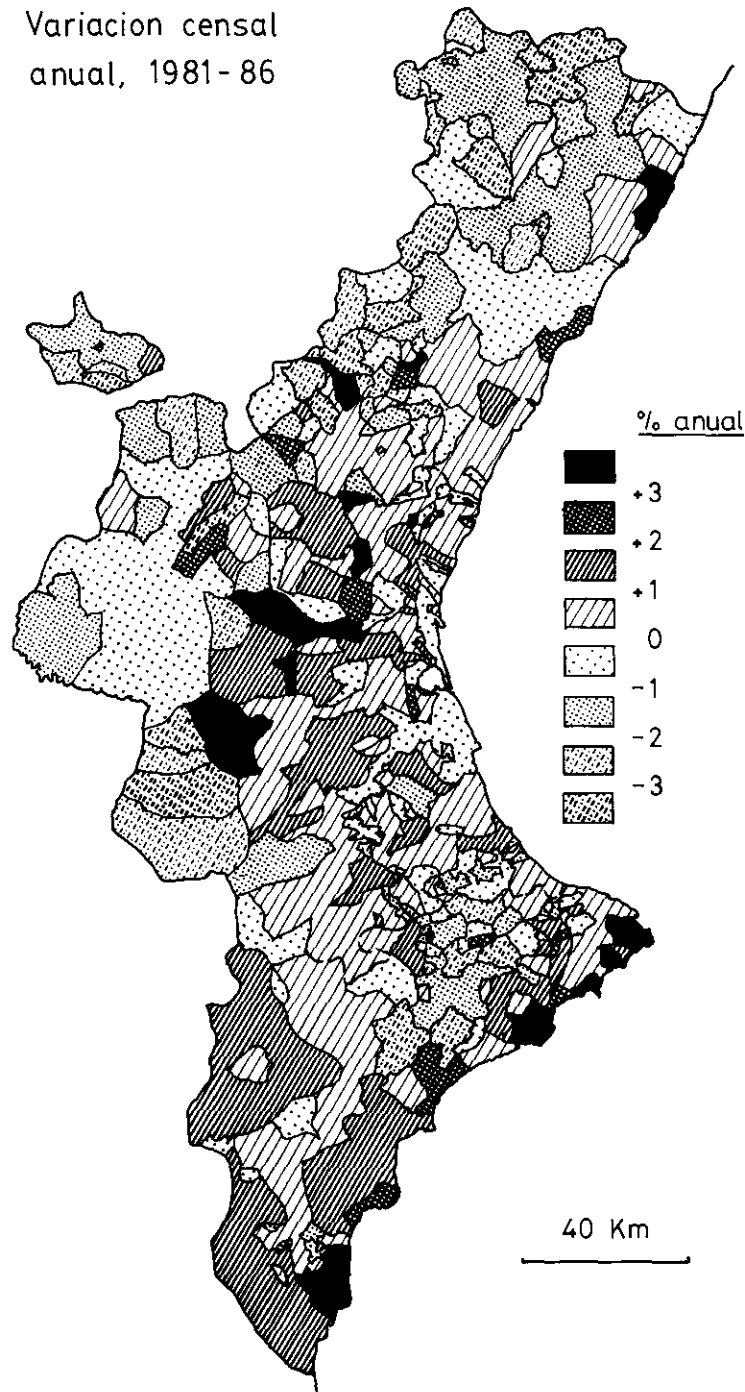 Variacion censal
anual, 1981-86
% anual
+3
+2
+1
0
-1
-2
-3
40 Km